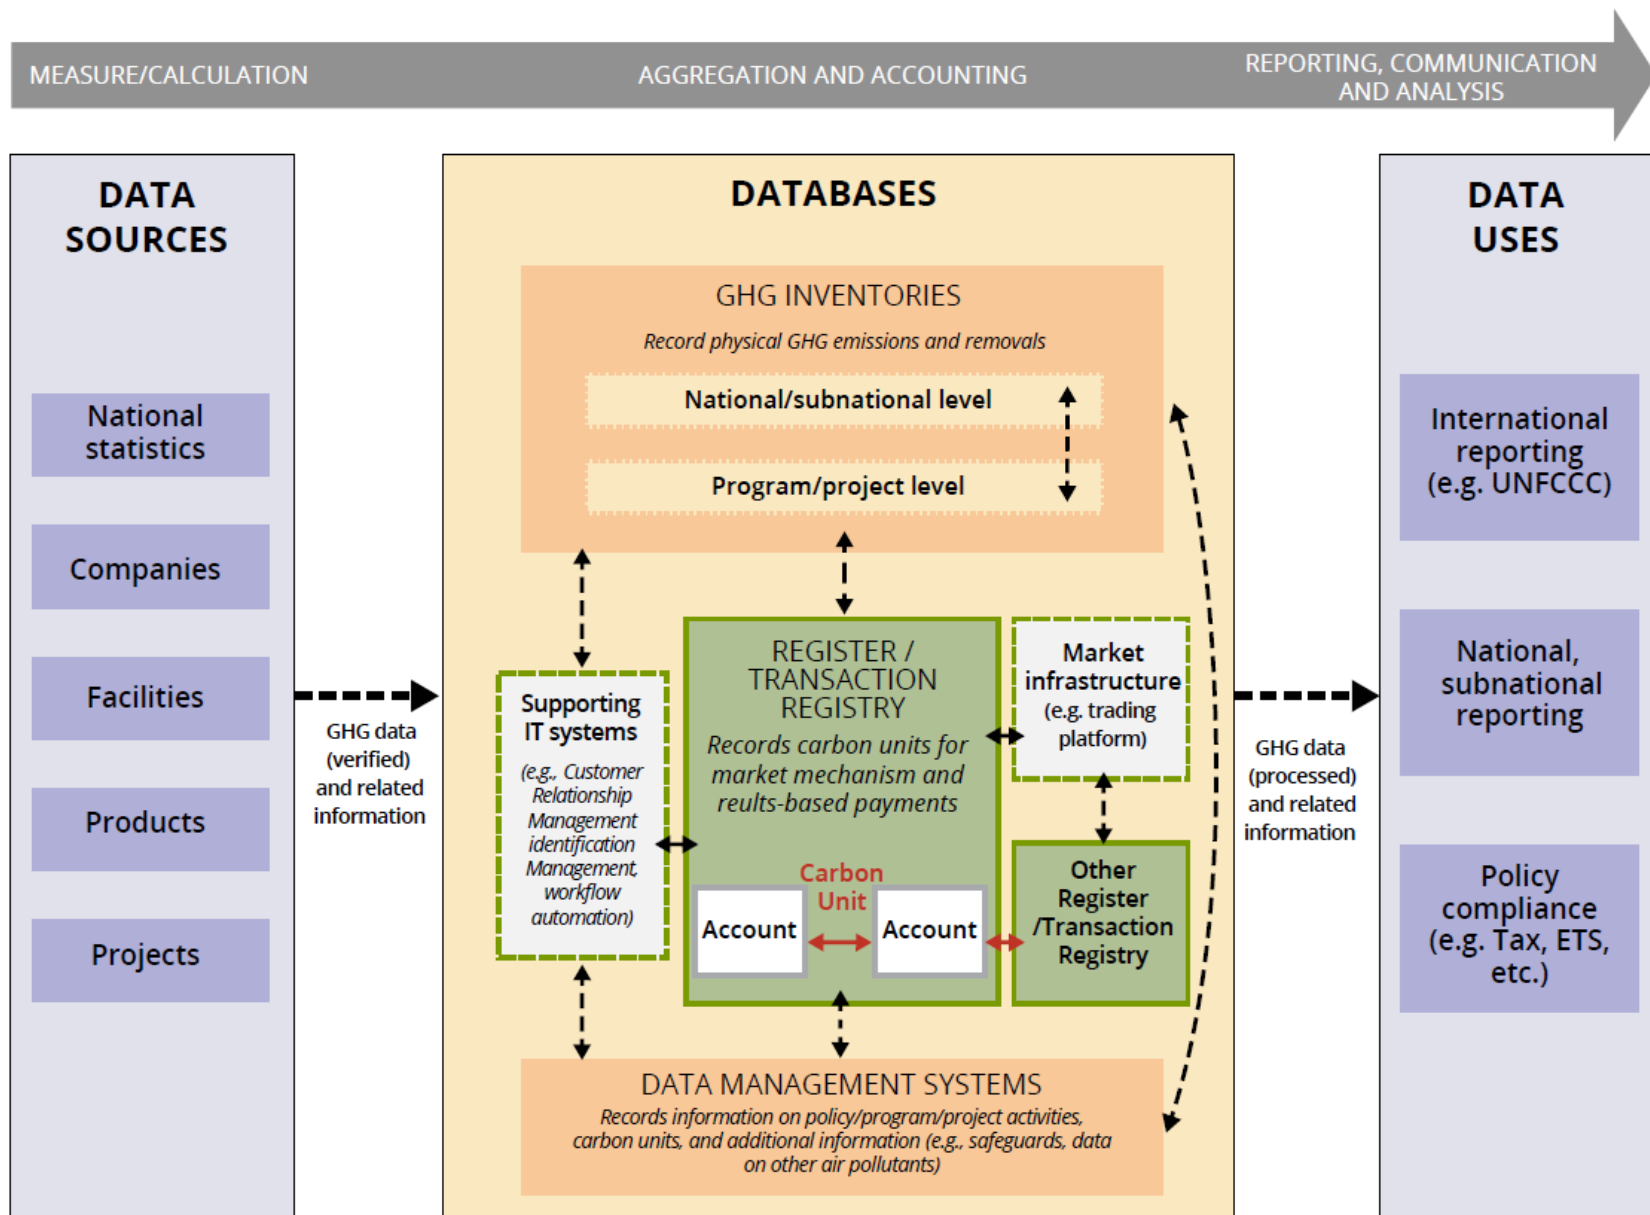 MEASURE/CALCULATION
AGGREGATION AND ACCOUNTING
REPORTING, COMMUNICATION
AND ANALYSIS
DATA
SOURCES
National
statistics
Companies
Facilities
Products
Projects
GHG data
(verified)
and related
information
DATABASES
GHG INVENTORIES
Record physical GHG emissions and removals
National/subnational level
Program/project level
Supporting
IT systems
(e.g., Customer
Relationship
Management
identification
Management,
workflow
automation)
REGISTER /
TRANSACTION
REGISTRY
Records carbon units for
market mechanism and
reults-based payments
Carbon
Unit
Account
Account
Market
infrastructure
(e.g. trading
platform)
Other
Register
/Transaction
Registry
DATA MANAGEMENT SYSTEMS
Records information on policy/program/project activities,
carbon units, and additional information (e.g., safeguards, data
on other air pollutants)
GHG data
(processed)
and related
information
DATA
USES
International
reporting
(e.g. UNFCCC)
National,
subnational
reporting
Policy
compliance
(e.g. Tax, ETS,
etc.)